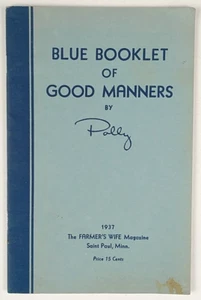 BLUE BOOKLET
OF
GOOD MANNERS
BY
Polly
1937
The FARMER'S WIFE Magazine
Saint Paul, Minn.
Price 15 Cents